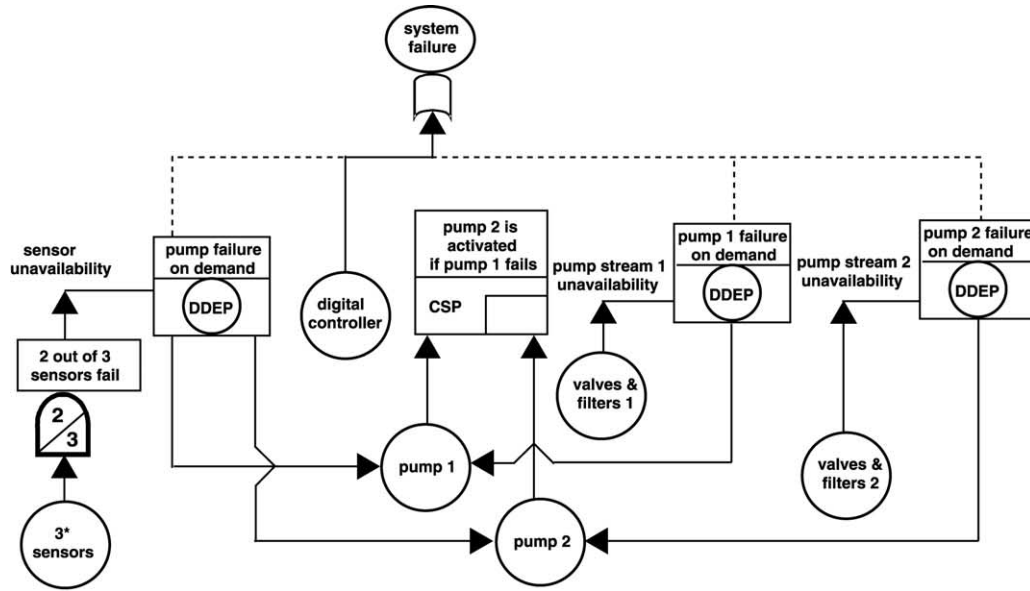 system
failure
pump 2 is
activated
if pump 1 fails
CSP
pump failure
on demand
DDEP
pump 1 failure
on demand
DDEP
pump 2 failure
on demand
DDEP
sensor
unavailability
digital
controller
pump stream 1
unavailability
pump stream 2
unavailability
2 out of 3
sensors fail
2
3
3*
sensors
valves &
filters 1
valves &
filters 2
pump 1
pump 2